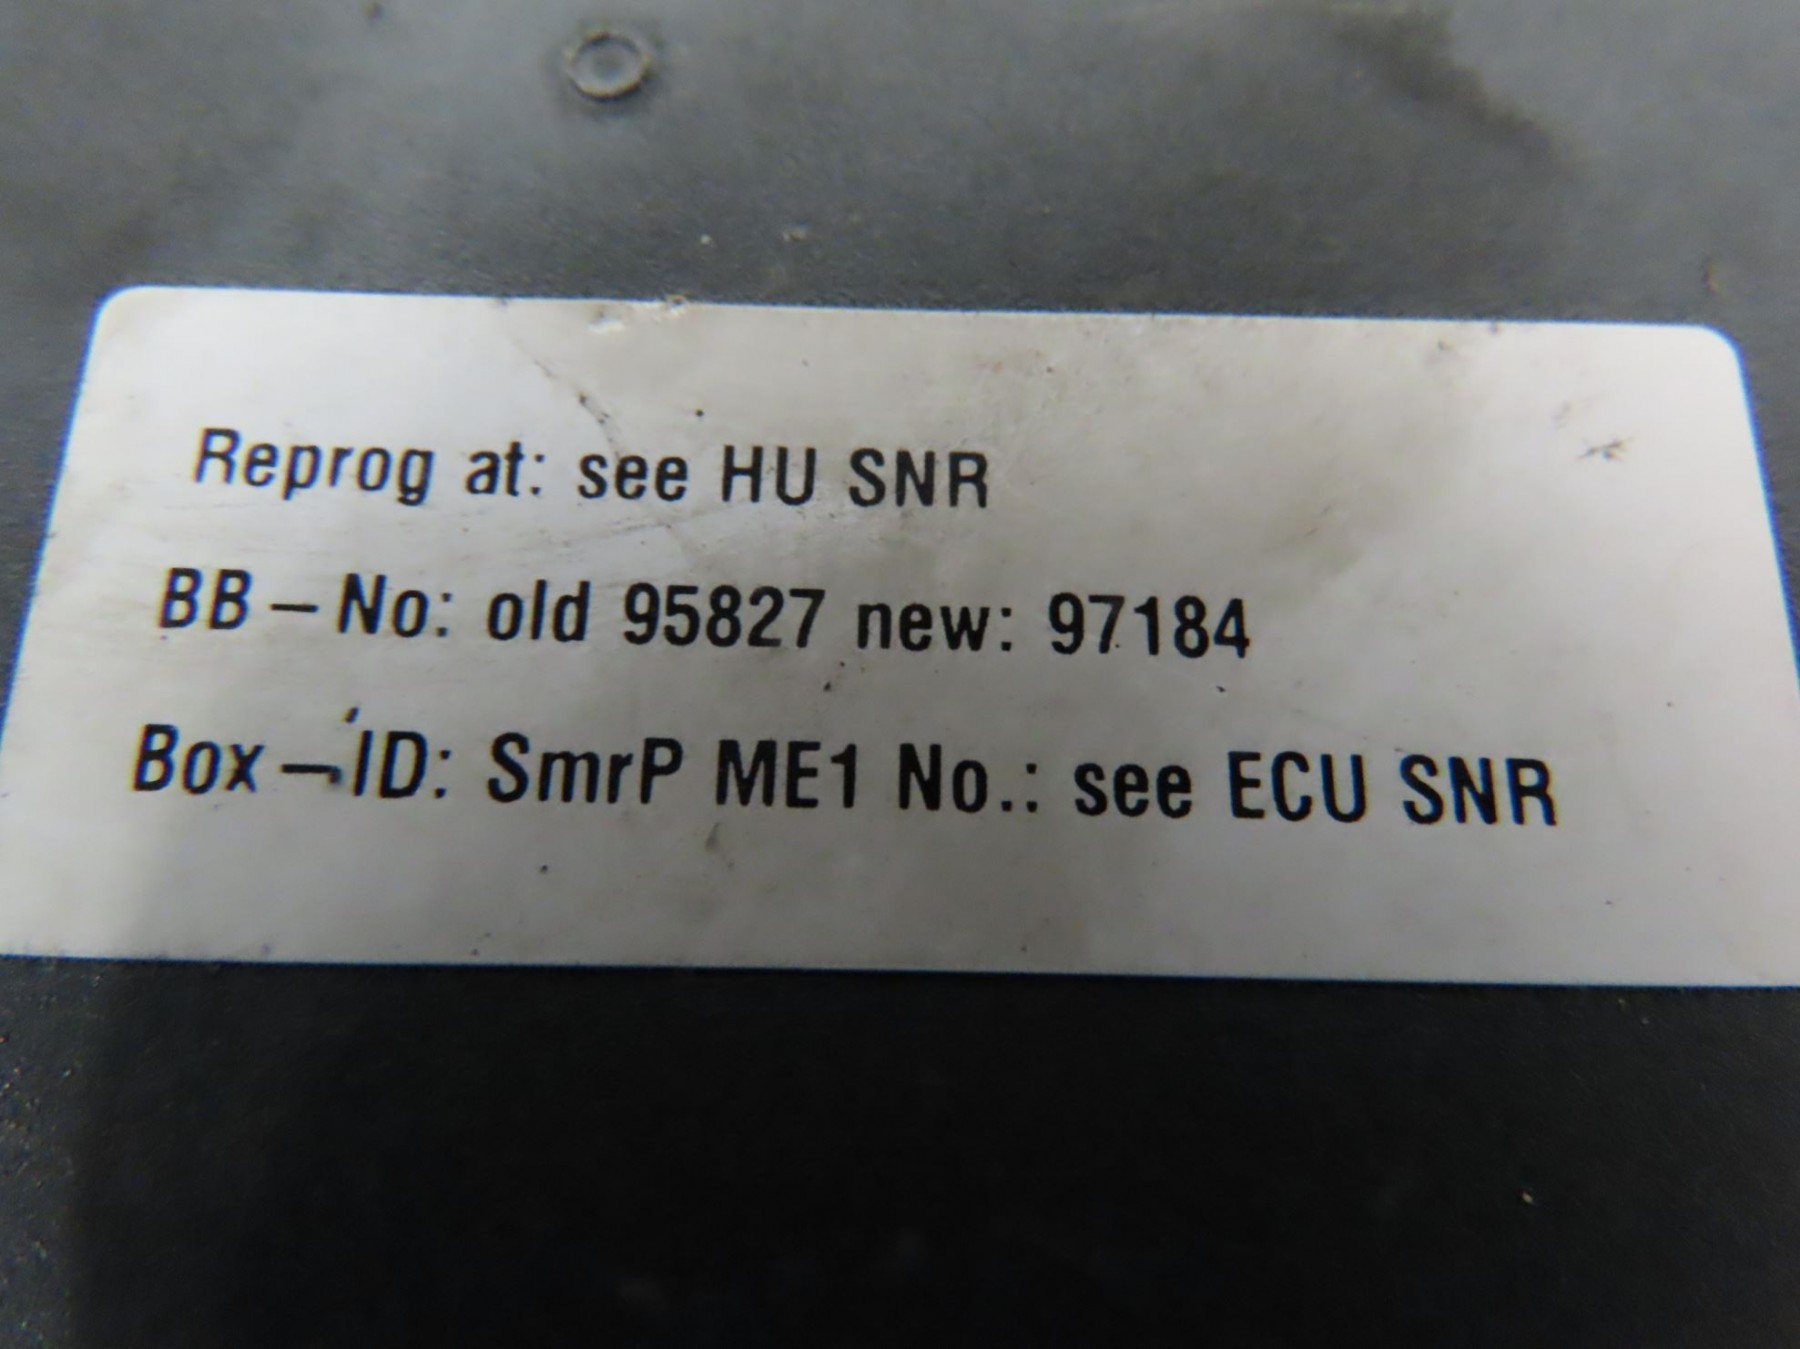 Reprog at: see HU SNR
BB – No: old 95827 new: 97184
Box – ID: SmrP ME1 No.: see ECU SNR